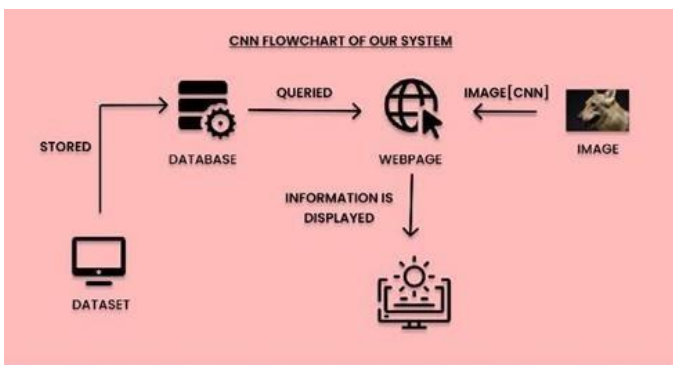 CNN FLOWCHART OF OUR SYSTEM
QUERIED
IMAGE[CNN]
STORED
DATABASE
WEBPAGE
IMAGE
INFORMATION IS
DISPLAYED
DATASET